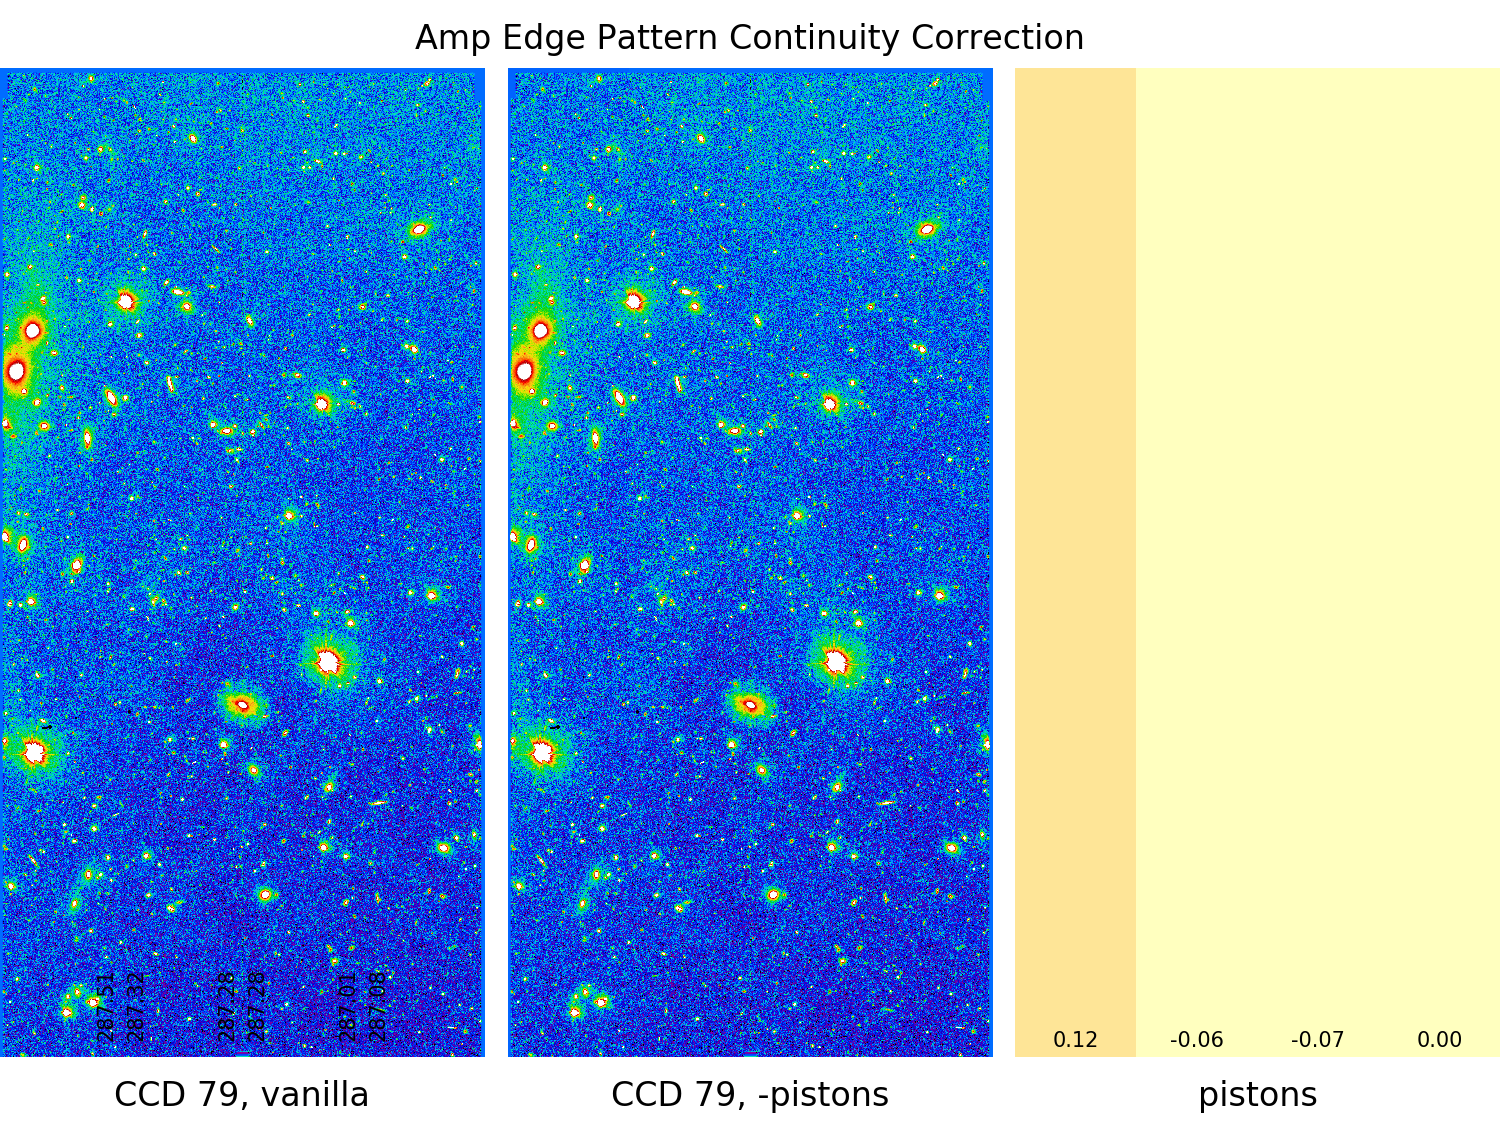 Amp Edge Pattern Continuity Correction
287.51
287.32
287.28
287.28
287.01
287.08
0.12 -0.06 -0.07 0.00
CCD 79, vanilla
CCD 79, -pistons
pistons